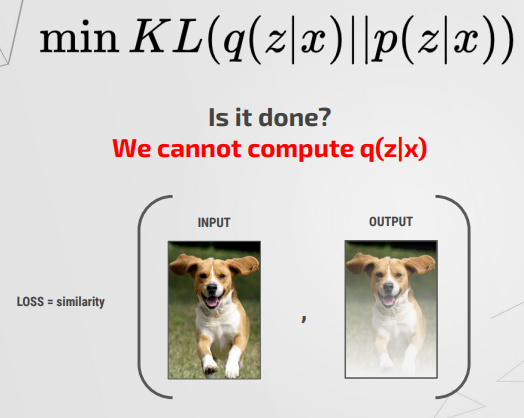 min KL(q(z|x)||p(z|x))
Is it done?
We cannot compute q(z|x)
INPUT
OUTPUT
LOSS = similarity
,